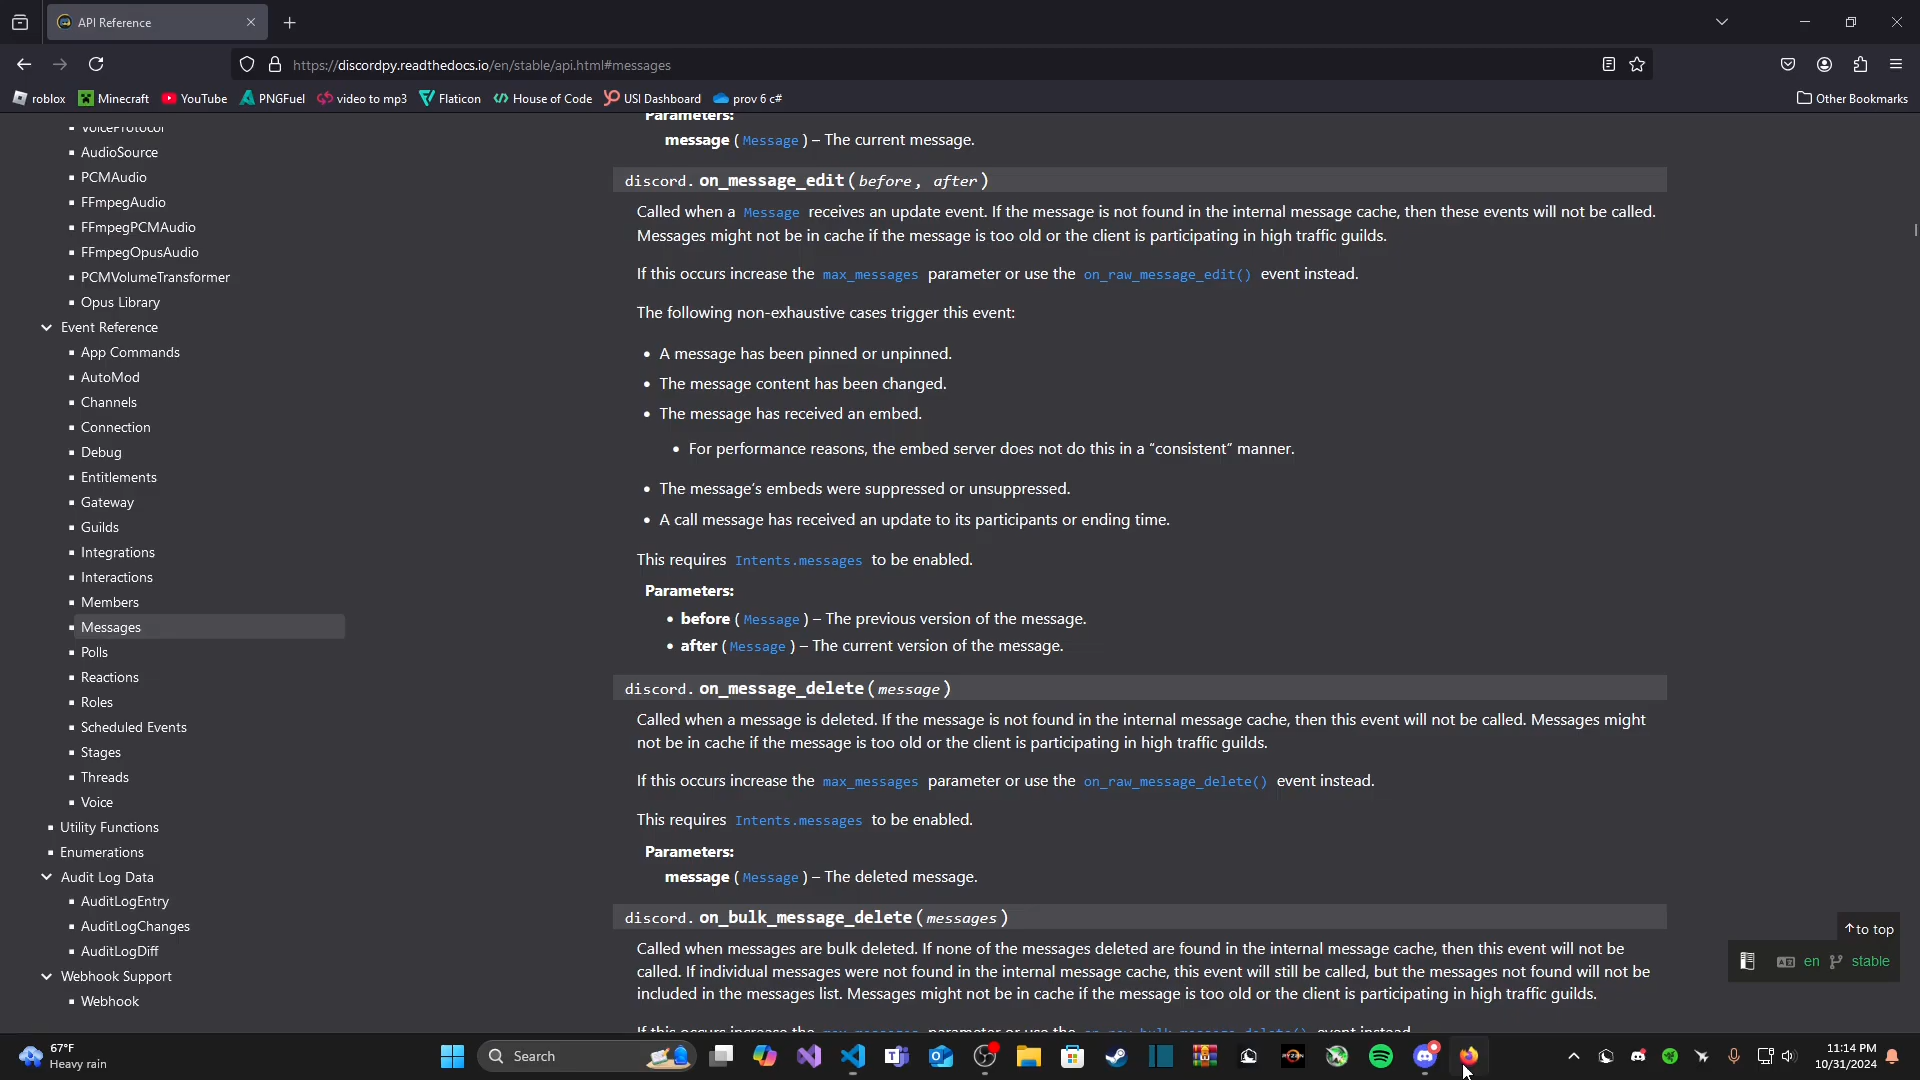 API Reference
https://discordpy.readthedocs.io/en/stable/api.html#messages
roblox
Minecraft
YouTube
PNGFuel
video to mp3
Flaticon
House of Code
USI Dashboard
prov 6 c#
Other Bookmarks
VoiceProtocol
AudioSource
PCMAudio
FFmpegAudio
FFmpegPCMAudio
FFmpegOpusAudio
PCMVolumeTransformer
Opus Library
Event Reference
App Commands
AutoMod
Channels
Connection
Debug
Entitlements
Gateway
Guilds
Integrations
Interactions
Members
Messages
Polls
Reactions
Roles
Scheduled Events
Stages
Threads
Voice
Utility Functions
Enumerations
Audit Log Data
AuditLogEntry
AuditLogChanges
AuditLogDiff
Webhook Support
Webhook
Parameters:
message (Message) – The current message.
discord.on_message_edit(before, after)
Called when a Message receives an update event. If the message is not found in the internal message cache, then these events will not be called.
Messages might not be in cache if the message is too old or the client is participating in high traffic guilds.
If this occurs increase the max_messages parameter or use the on_raw_message_edit() event instead.
The following non-exhaustive cases trigger this event:
• A message has been pinned or unpinned.
• The message content has been changed.
• The message has received an embed.
• For performance reasons, the embed server does not do this in a “consistent” manner.
• The message’s embeds were suppressed or unsuppressed.
• A call message has received an update to its participants or ending time.
This requires Intents.messages to be enabled.
Parameters:
• before (Message) – The previous version of the message.
• after (Message) – The current version of the message.
discord.on_message_delete(message)
Called when a message is deleted. If the message is not found in the internal message cache, then this event will not be called. Messages might
not be in cache if the message is too old or the client is participating in high traffic guilds.
If this occurs increase the max_messages parameter or use the on_raw_message_delete() event instead.
This requires Intents.messages to be enabled.
Parameters:
message (Message) – The deleted message.
discord.on_bulk_message_delete(messages)
Called when messages are bulk deleted. If none of the messages deleted are found in the internal message cache, then this event will not be
called. If individual messages were not found in the internal message cache, this event will still be called, but the messages not found will not be
included in the messages list. Messages might not be in cache if the message is too old or the client is participating in high traffic guilds.
If this occurs increase the max_messages parameter or use the on_raw_bulk_message_delete() event instead.
↑to top
en
stable
67°F
Heavy rain
Search
11:14 PM
10/31/2024